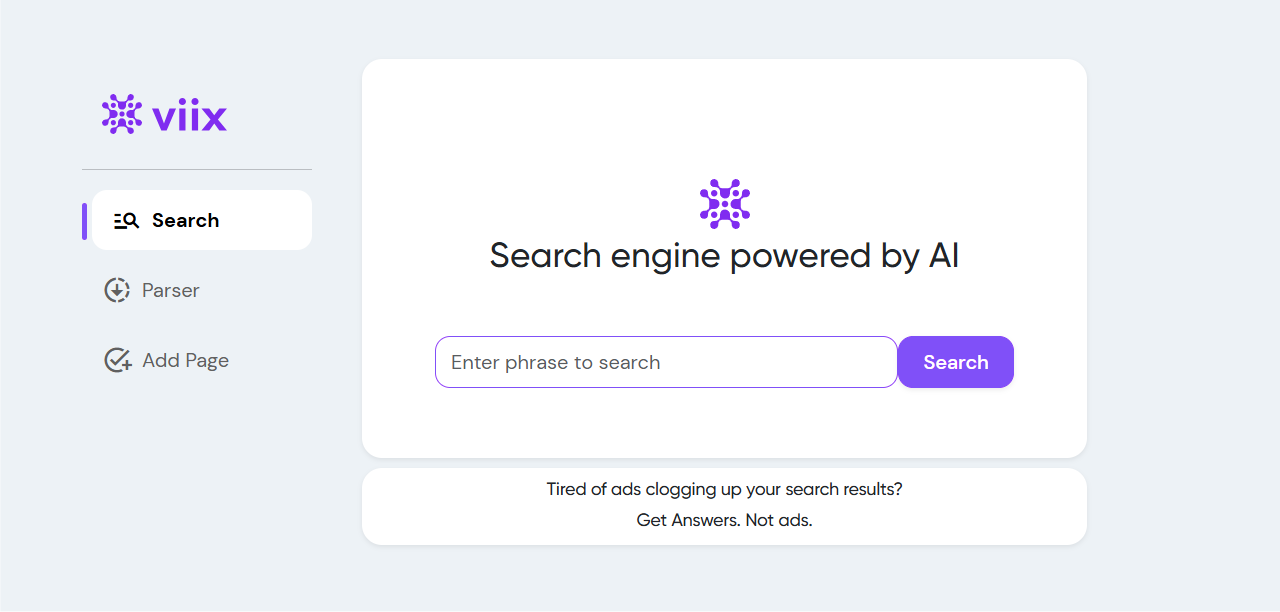 viix
Search
Parser
Add Page
Search engine powered by AI
Enter phrase to search
Search
Tired of ads clogging up your search results?
Get Answers. Not ads.